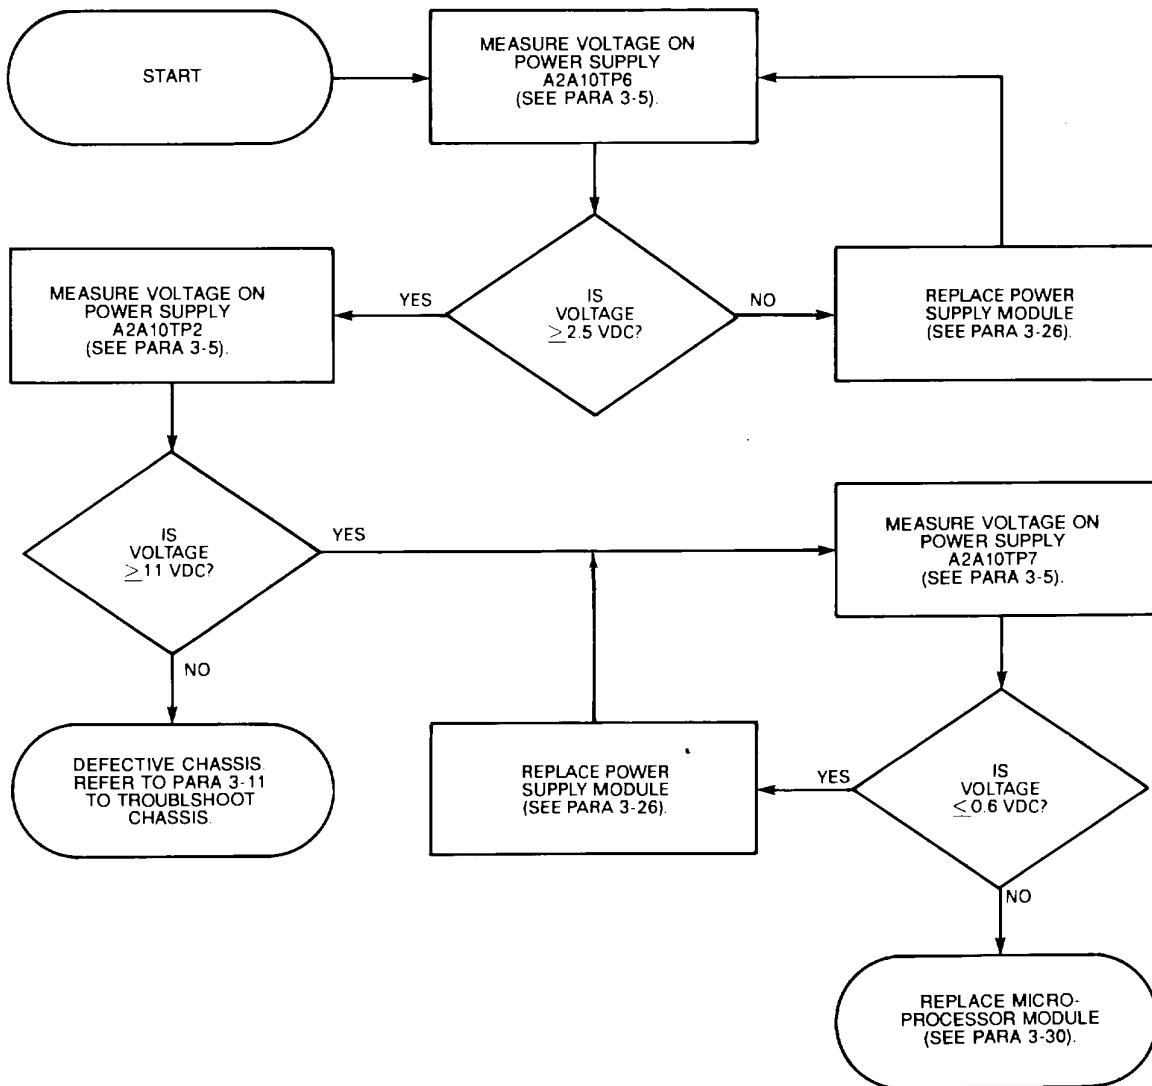 START
MEASURE VOLTAGE ON
POWER SUPPLY
A2A10TP6
(SEE PARA 3-5).
IS
VOLTAGE
≥2.5 VDC?
YES
NO
MEASURE VOLTAGE ON
POWER SUPPLY
A2A10TP2
(SEE PARA 3-5).
REPLACE POWER
SUPPLY MODULE
(SEE PARA 3-26).
IS
VOLTAGE
≥11 VDC?
YES
NO
MEASURE VOLTAGE ON
POWER SUPPLY
A2A10TP7
(SEE PARA 3-5).
DEFECTIVE CHASSIS.
REFER TO PARA 3-11
TO TROUBLSHOOT
CHASSIS.
REPLACE POWER
SUPPLY MODULE
(SEE PARA 3-26).
YES
IS
VOLTAGE
≤0.6 VDC?
NO
REPLACE MICRO-
PROCESSOR MODULE
(SEE PARA 3-30).